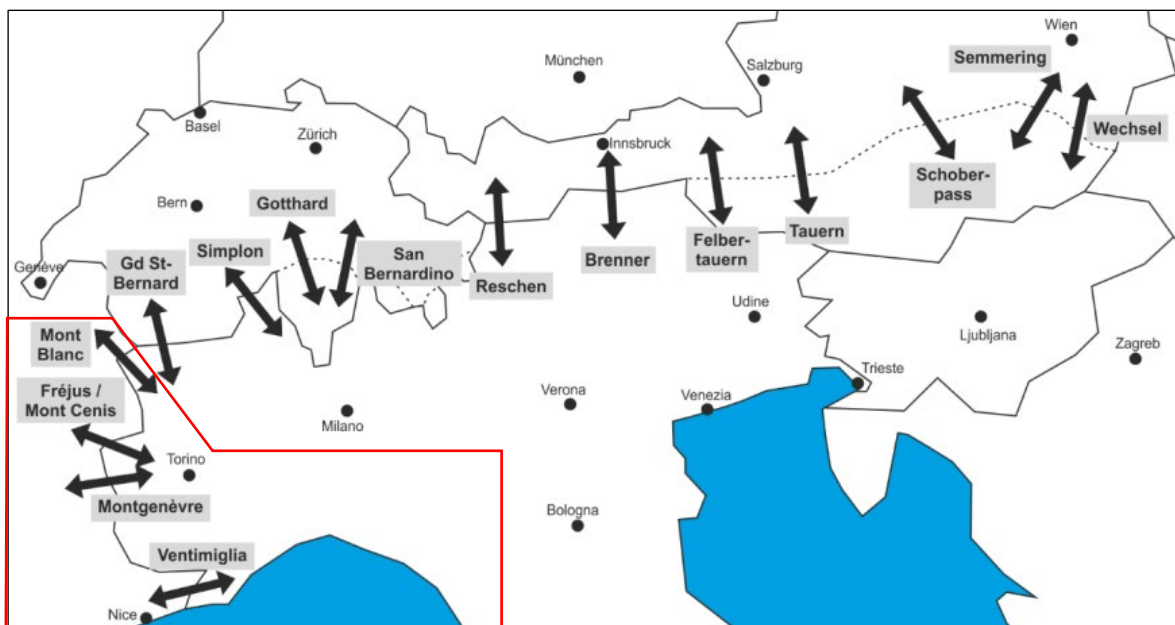 Wien
Semmering
München
Salzburg
Basel
Zürich
Innsbruck
Wechsel
Bern
Gotthard
Schober-
pass
Simplon
San
Bernardino
Gd St-
Bernard
Genève
Reschen
Brenner
Felber-
tauern
Tauern
Udine
Ljubljana
Zagreb
Mont
Blanc
Fréjus /
Mont Cenis
Milano
Verona
Venezia
Trieste
Torino
Montgenèvre
Bologna
Ventimiglia
Nice